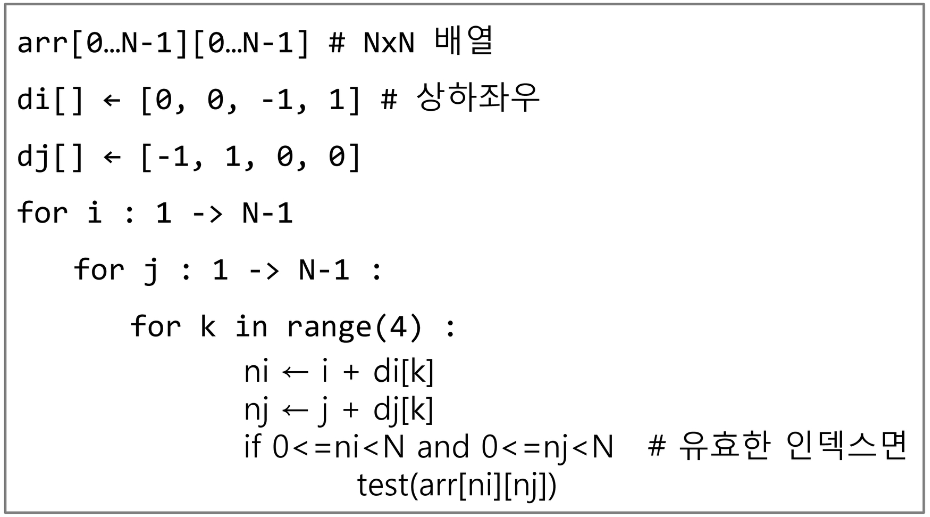 arr[0…N-1][0…N-1] # NxN 배열
di[] ← [0, 0, -1, 1] # 상하좌우
dj[] ← [-1, 1, 0, 0]
for i : 1 -> N-1
for j : 1 -> N-1 :
for k in range(4) :
ni ← i + di[k]
nj ← j + dj[k]
if 0<=ni<N and 0<=nj<N # 유효한 인덱스면
test(arr[ni][nj])